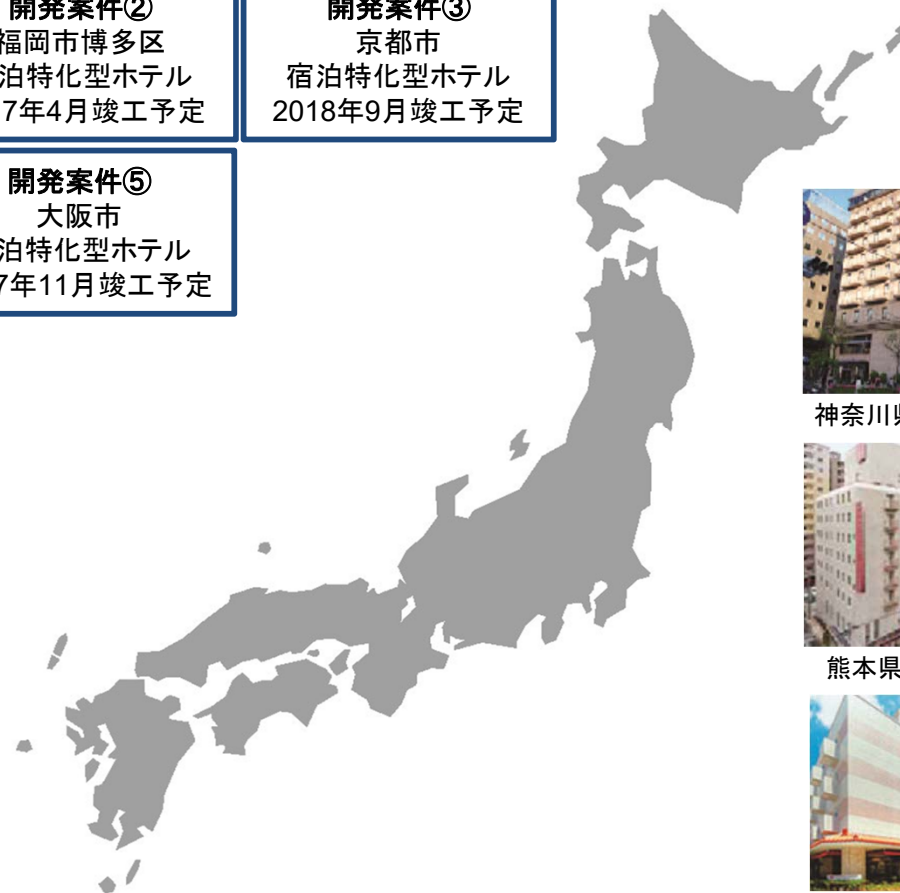 開発案件②
福岡市博多区
泊特化型ホテル
7年4月竣工予定
開発案件③
京都市
宿泊特化型ホテル
2018年9月竣工予定
開発案件⑤
大阪市
泊特化型ホテル
7年11月竣工予定
神奈川県
熊本県